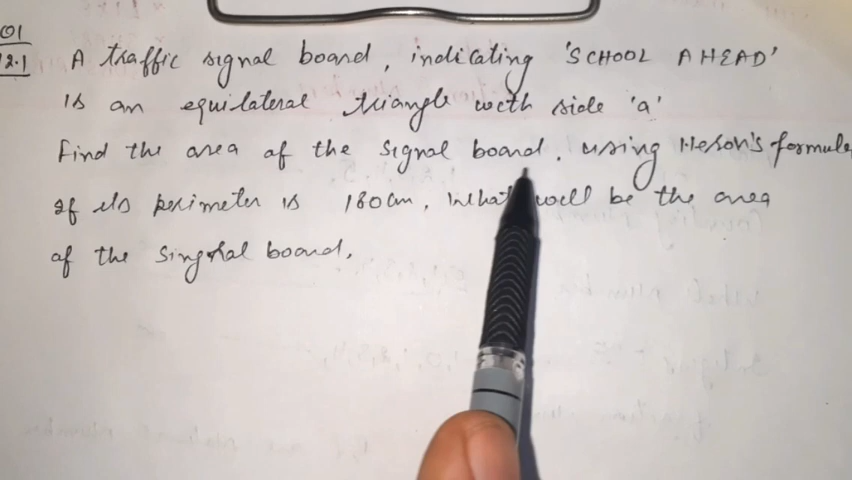 Q1
12.1
A traffic signal board, indicating 'SCHOOL AHEAD'
is an equilateral triangle with side 'a'
Find the area of the signal board, using Heron's formula,
If its perimeter is 180cm, What will be the area
of the singnal board.